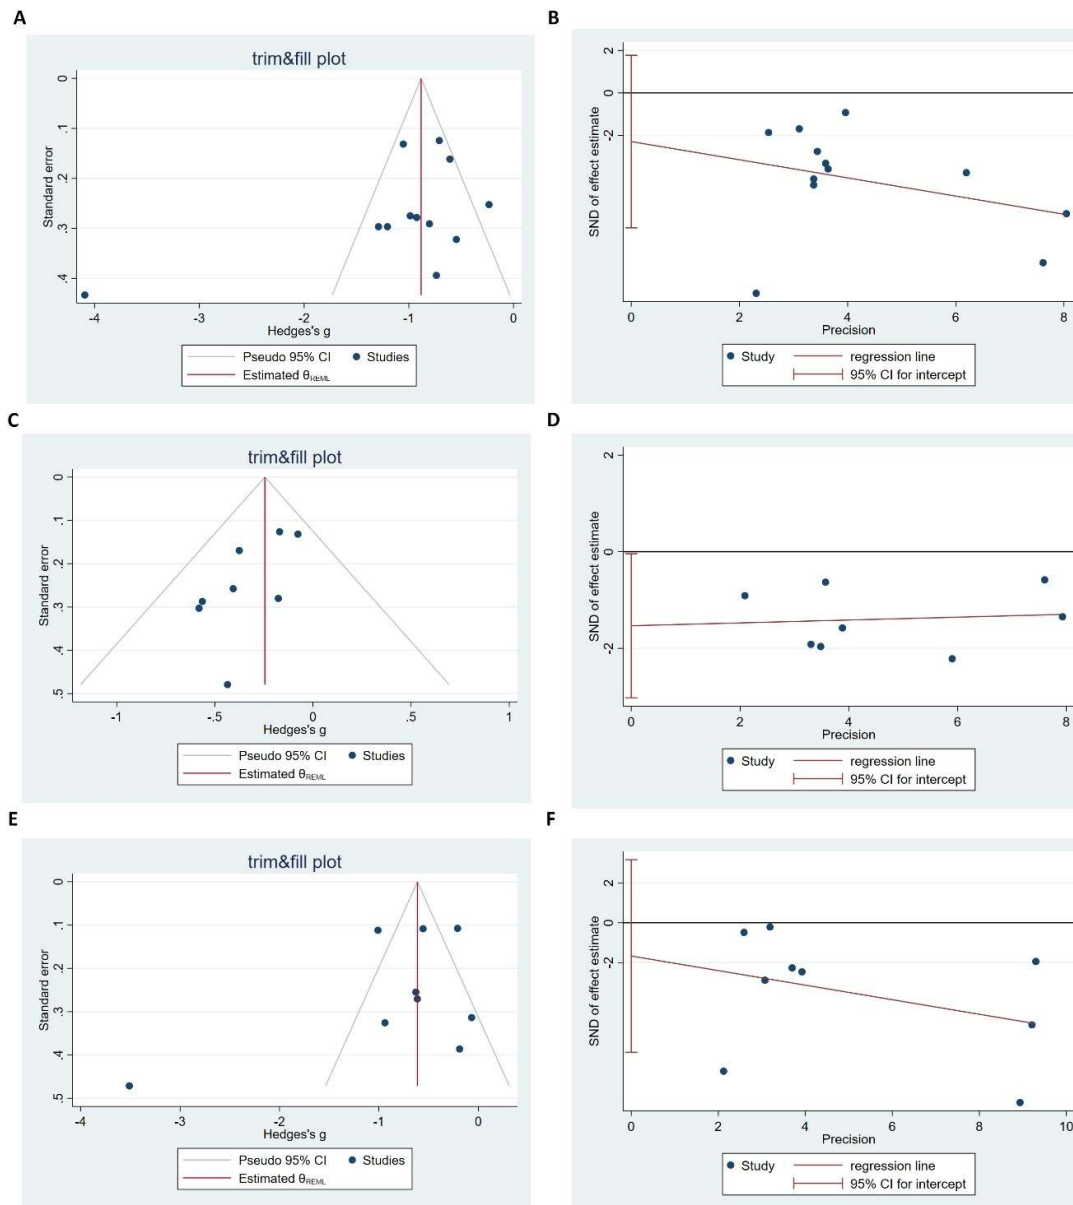 A
trim&fill plot
Standard error
0
.1
.2
.3
.4
-4
-3
-2
-1
0
Hedges's g
Pseudo 95% CI
Studies
Estimated θREML
B
SND of effect estimate
2
0
-2
0
2
4
6
8
Precision
Study
regression line
95% CI for intercept
C
trim&fill plot
Standard error
0
.1
.2
.3
.4
.5
-1
-.5
0
.5
1
Hedges's g
Pseudo 95% CI
Studies
Estimated θREML
D
SND of effect estimate
2
0
-2
0
2
4
6
8
Precision
Study
regression line
95% CI for intercept
E
trim&fill plot
Standard error
0
.1
.2
.3
.4
.5
-4
-3
-2
-1
0
Hedges's g
Pseudo 95% CI
Studies
Estimated θREML
F
SND of effect estimate
2
0
-2
0
2
4
6
8
10
Precision
Study
regression line
95% CI for intercept